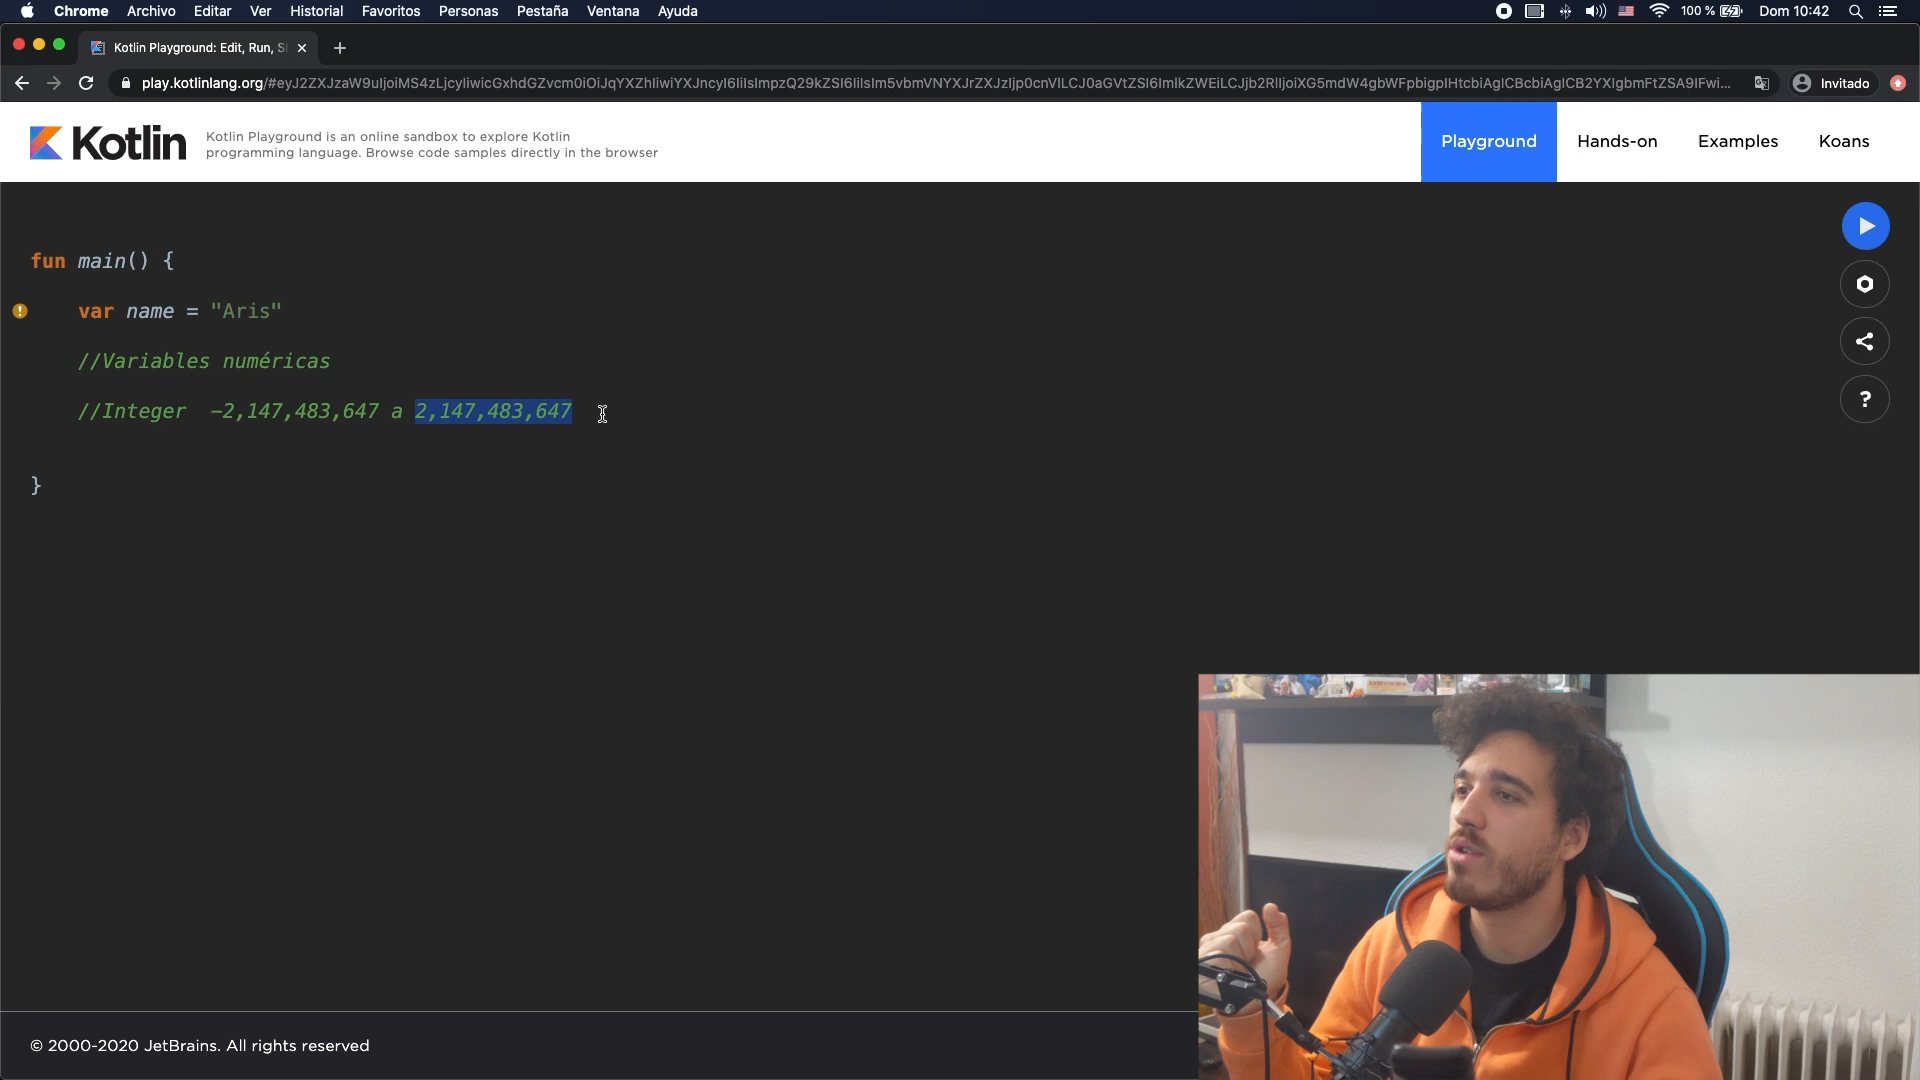 Chrome Archivo Editar Ver Historial Favoritos Personas Pestaña Ventana Ayuda
100 % Dom 10:42
Kotlin Playground: Edit, Run, S
Invitado
Kotlin
Kotlin Playground is an online sandbox to explore Kotlin
programming language. Browse code samples directly in the browser
Playground Hands-on Examples Koans
fun main() {
var name = "Aris"
//Variables numéricas
//Integer -2,147,483,647 a 2,147,483,647
}
?
© 2000-2020 JetBrains. All rights reserved